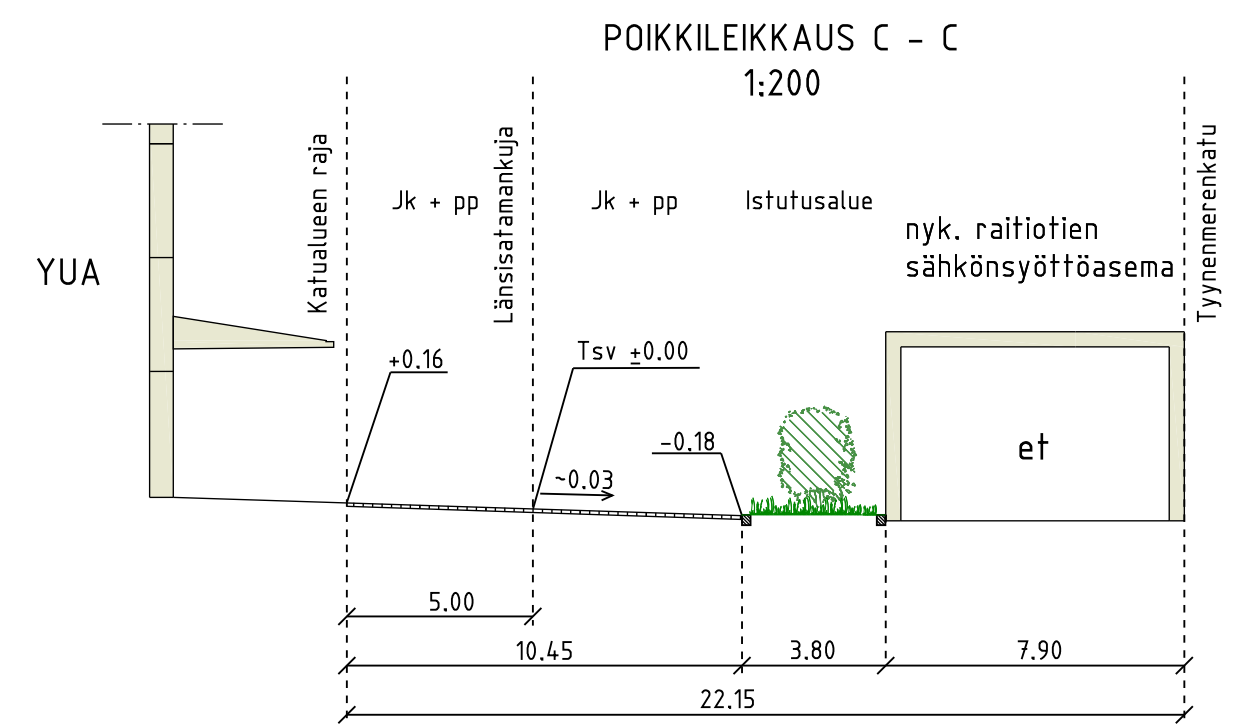 POIKKILEIKKAUS C - C
1:200
Katualueen raja
Länsisatamankuja
Tyynenmerenkatu
Jk + pp
Jk + pp
Istutusalue
nyk. raitiotien
sähkönsyöttöasema
YUA
+0.16
Tsv ±0.00
-0.18
~0.03
et
5.00
10.45
3.80
7.90
22.15